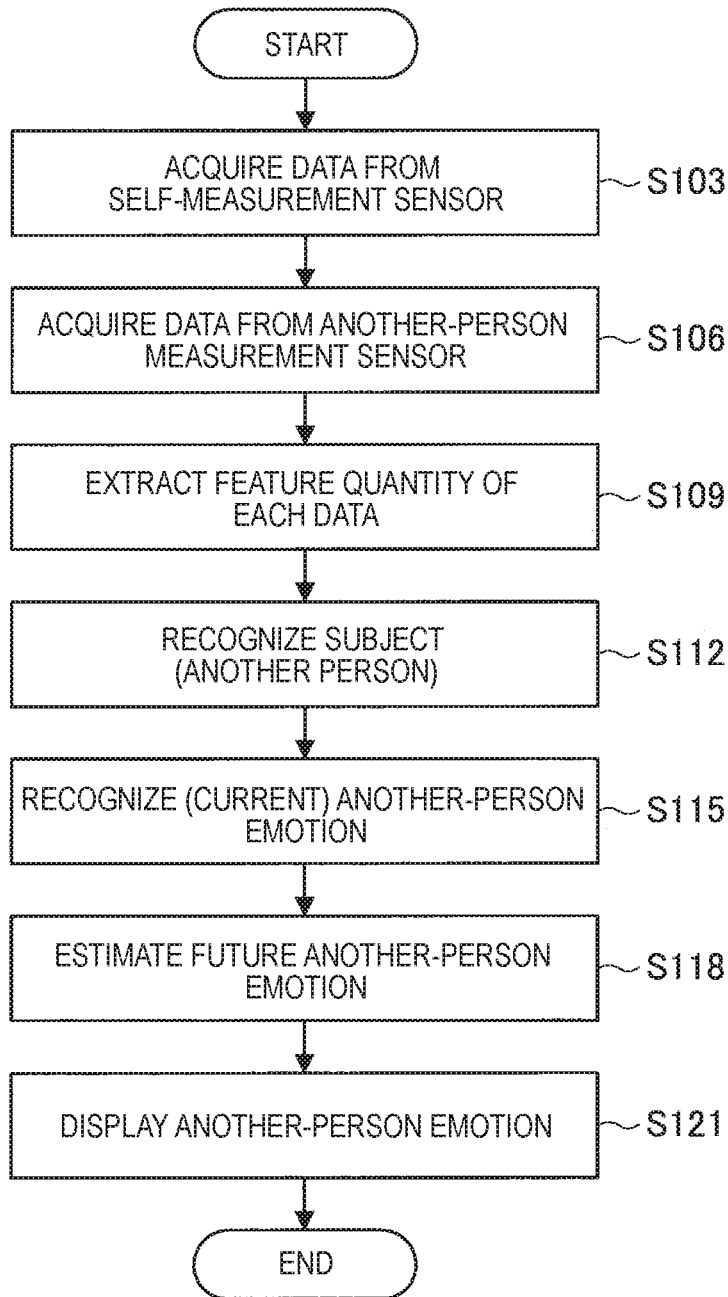 START
ACQUIRE DATA FROM
SELF-MEASUREMENT SENSOR
S103
ACQUIRE DATA FROM ANOTHER-PERSON
MEASUREMENT SENSOR
S106
EXTRACT FEATURE QUANTITY OF
EACH DATA
S109
RECOGNIZE SUBJECT
(ANOTHER PERSON)
S112
RECOGNIZE (CURRENT) ANOTHER-PERSON
EMOTION
S115
ESTIMATE FUTURE ANOTHER-PERSON
EMOTION
S118
DISPLAY ANOTHER-PERSON EMOTION
S121
END